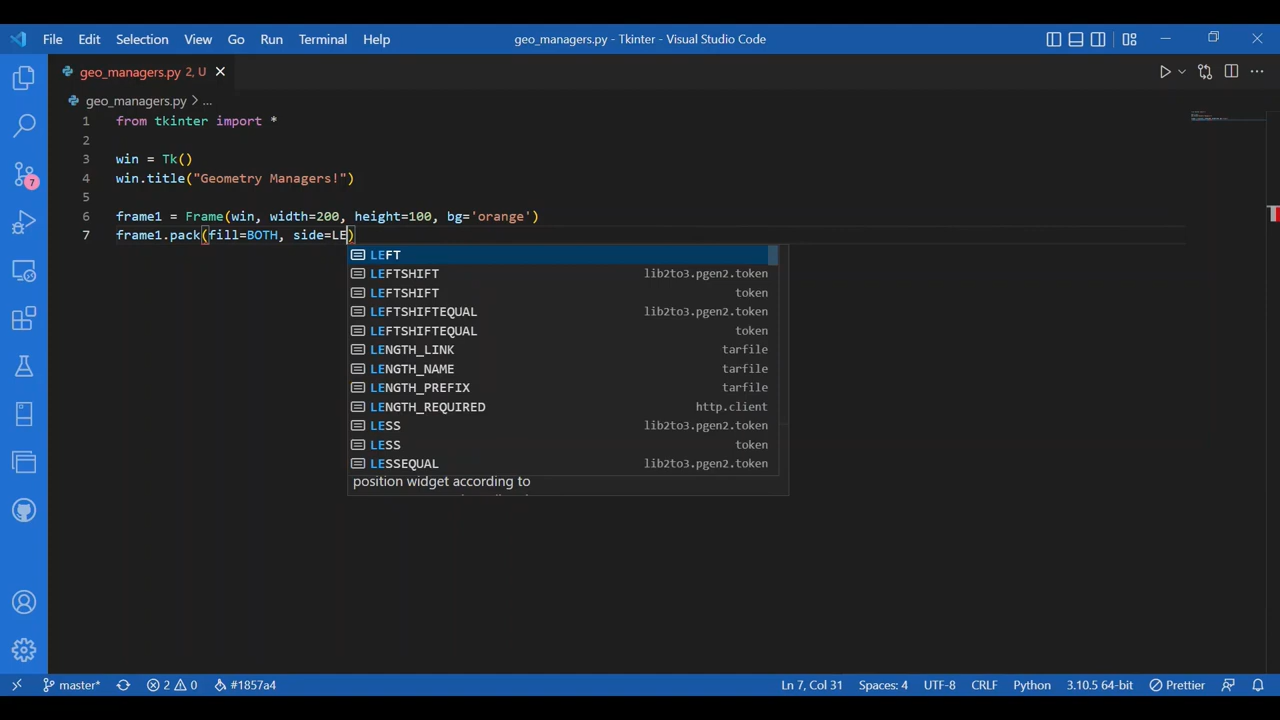 File Edit Selection View Go Run Terminal Help geo_managers.py - Tkinter - Visual Studio Code
geo_managers.py 2, U
geo_managers.py > ...
1 from tkinter import *
2
3 win = Tk()
4 win.title("Geometry Managers!")
5
6 frame1 = Frame(win, width=200, height=100, bg='orange')
7 frame1.pack(fill=BOTH, side=LE)
LEFT
LEFTSHIFT lib2to3.pgen2.token
LEFTSHIFT token
LEFTSHIFTEQUAL lib2to3.pgen2.token
LEFTSHIFTEQUAL token
LENGTH_LINK tarfile
LENGTH_NAME tarfile
LENGTH_PREFIX tarfile
LENGTH_REQUIRED http.client
LESS lib2to3.pgen2.token
LESS token
LESSEQUAL lib2to3.pgen2.token
position widget according to
7
master* 2 0 #1857a4 Ln 7, Col 31 Spaces: 4 UTF-8 CRLF Python 3.10.5 64-bit Prettier